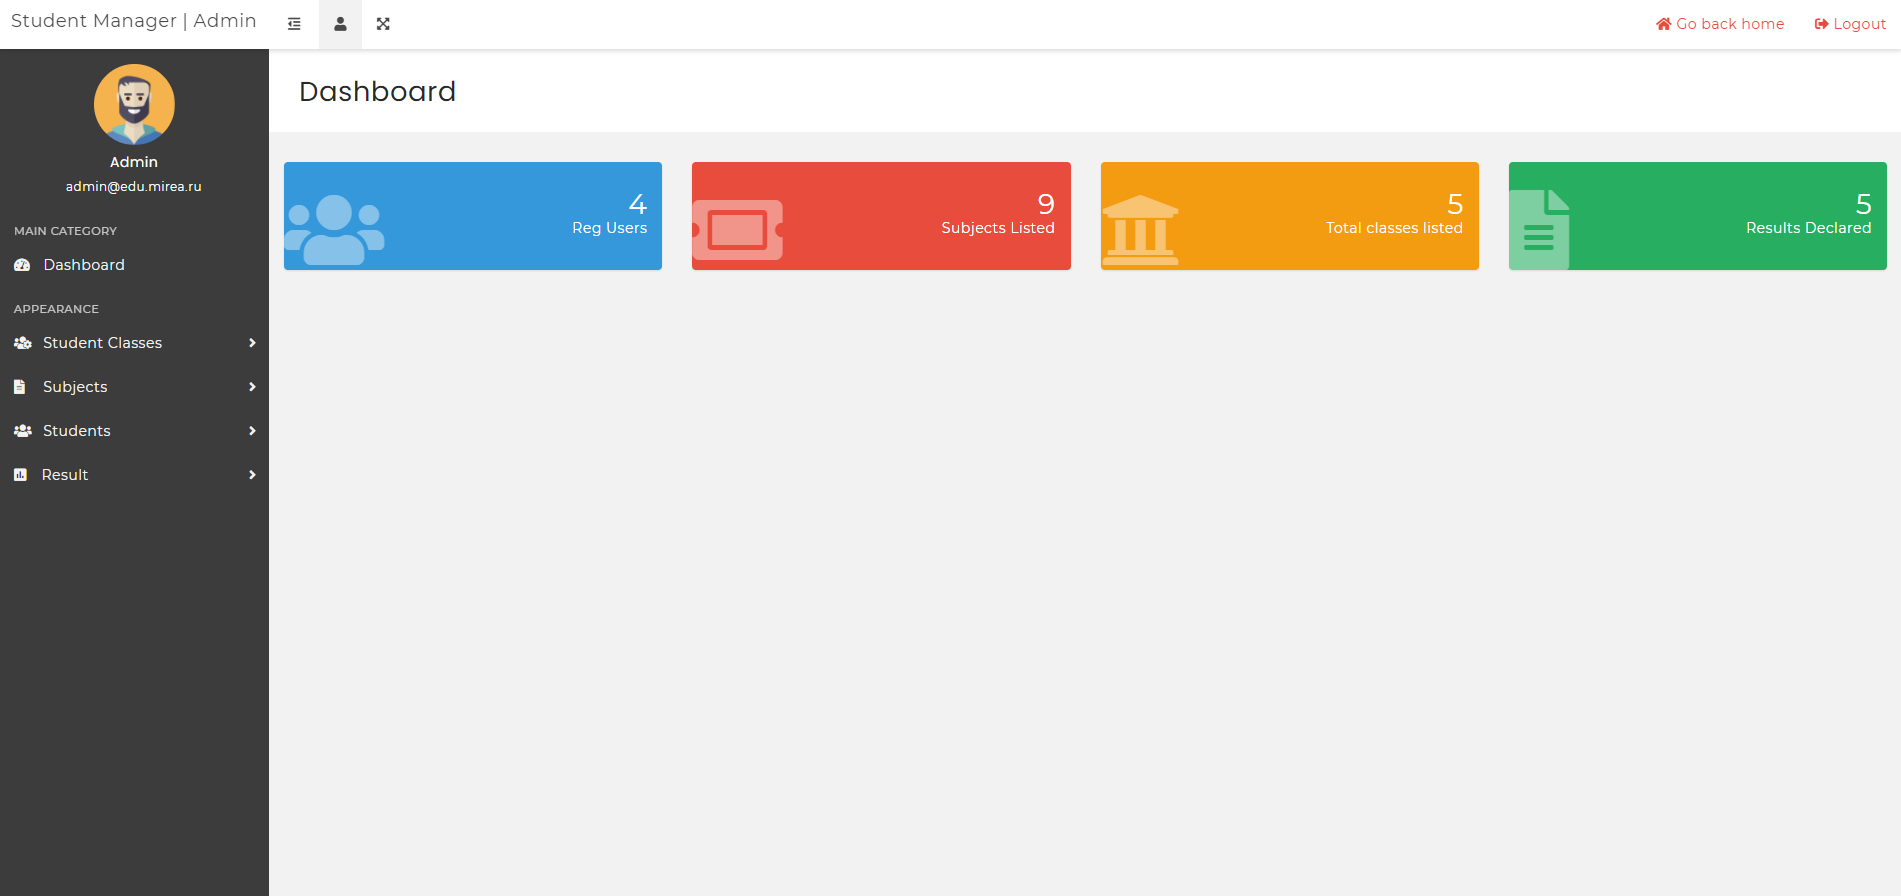 Student Manager | Admin
Go back home
Logout
Admin
admin@edu.mirea.ru
MAIN CATEGORY
Dashboard
APPEARANCE
Student Classes
Subjects
Students
Result
Dashboard
4
Reg Users
9
Subjects Listed
5
Total classes listed
5
Results Declared